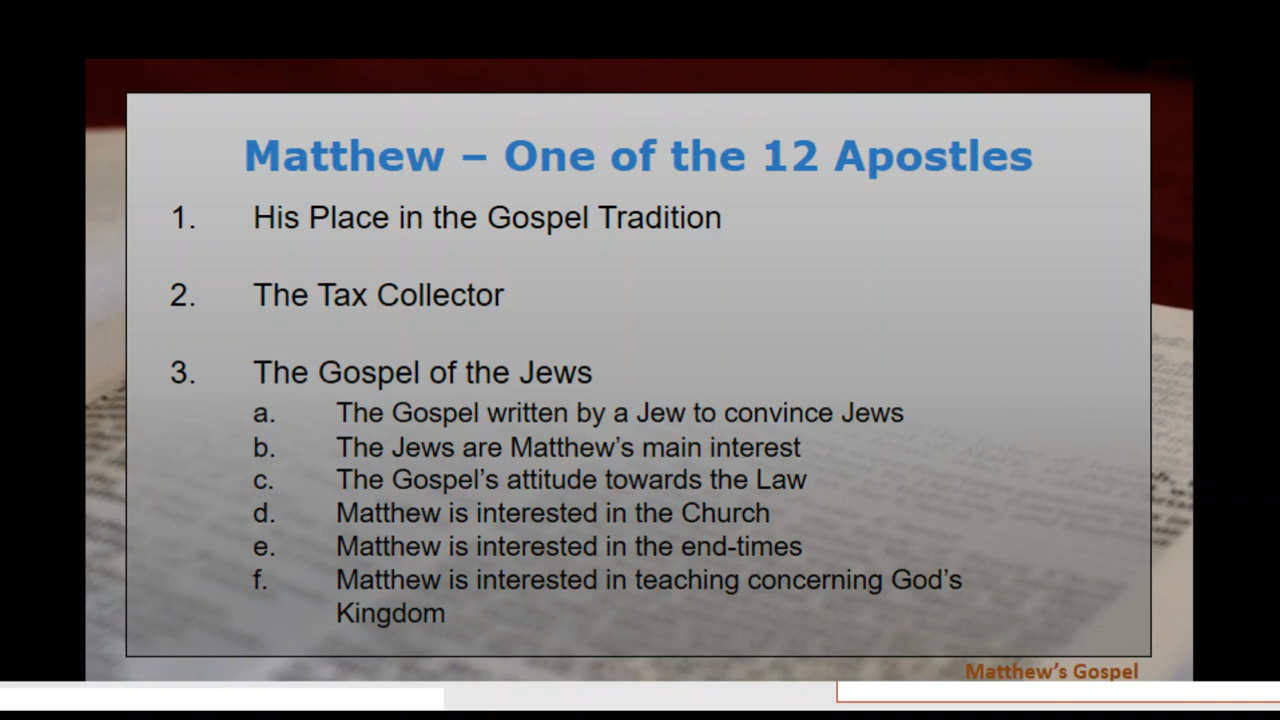 Matthew – One of the 12 Apostles
1. His Place in the Gospel Tradition
2. The Tax Collector
3. The Gospel of the Jews
a. The Gospel written by a Jew to convince Jews
b. The Jews are Matthew’s main interest
c. The Gospel’s attitude towards the Law
d. Matthew is interested in the Church
e. Matthew is interested in the end-times
f. Matthew is interested in teaching concerning God’s
Kingdom
Matthew’s Gospel